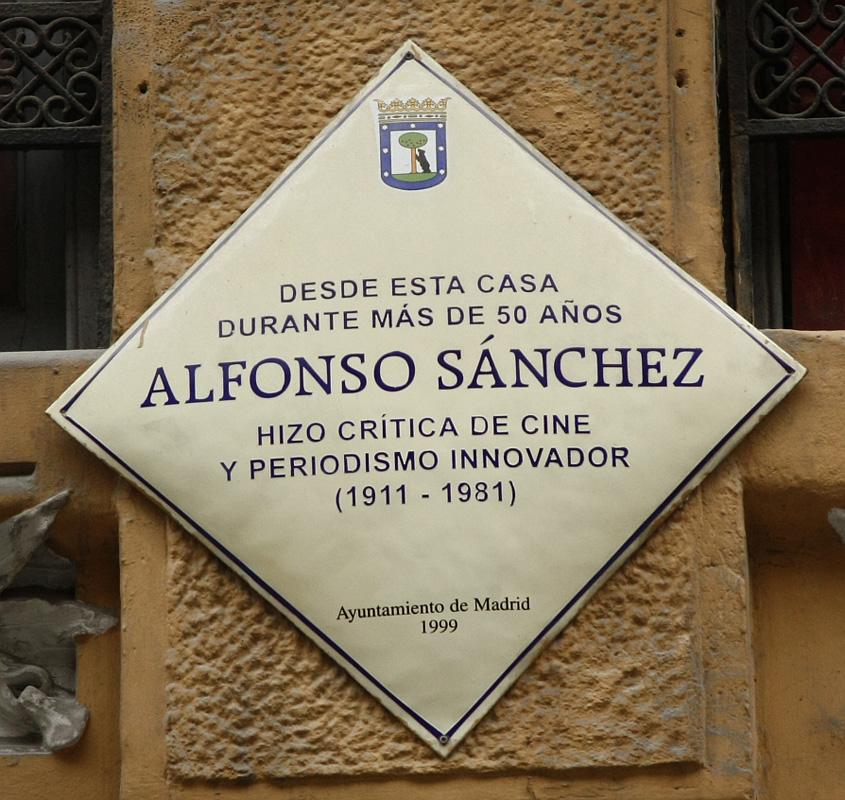 DESDE ESTA CASA
DURANTE MÁS DE 50 AÑOS
ALFONSO SÁNCHEZ
HIZO CRÍTICA DE CINE
Y PERIODISMO INNOVADOR
(1911 - 1981)
Ayuntamiento de Madrid
1999